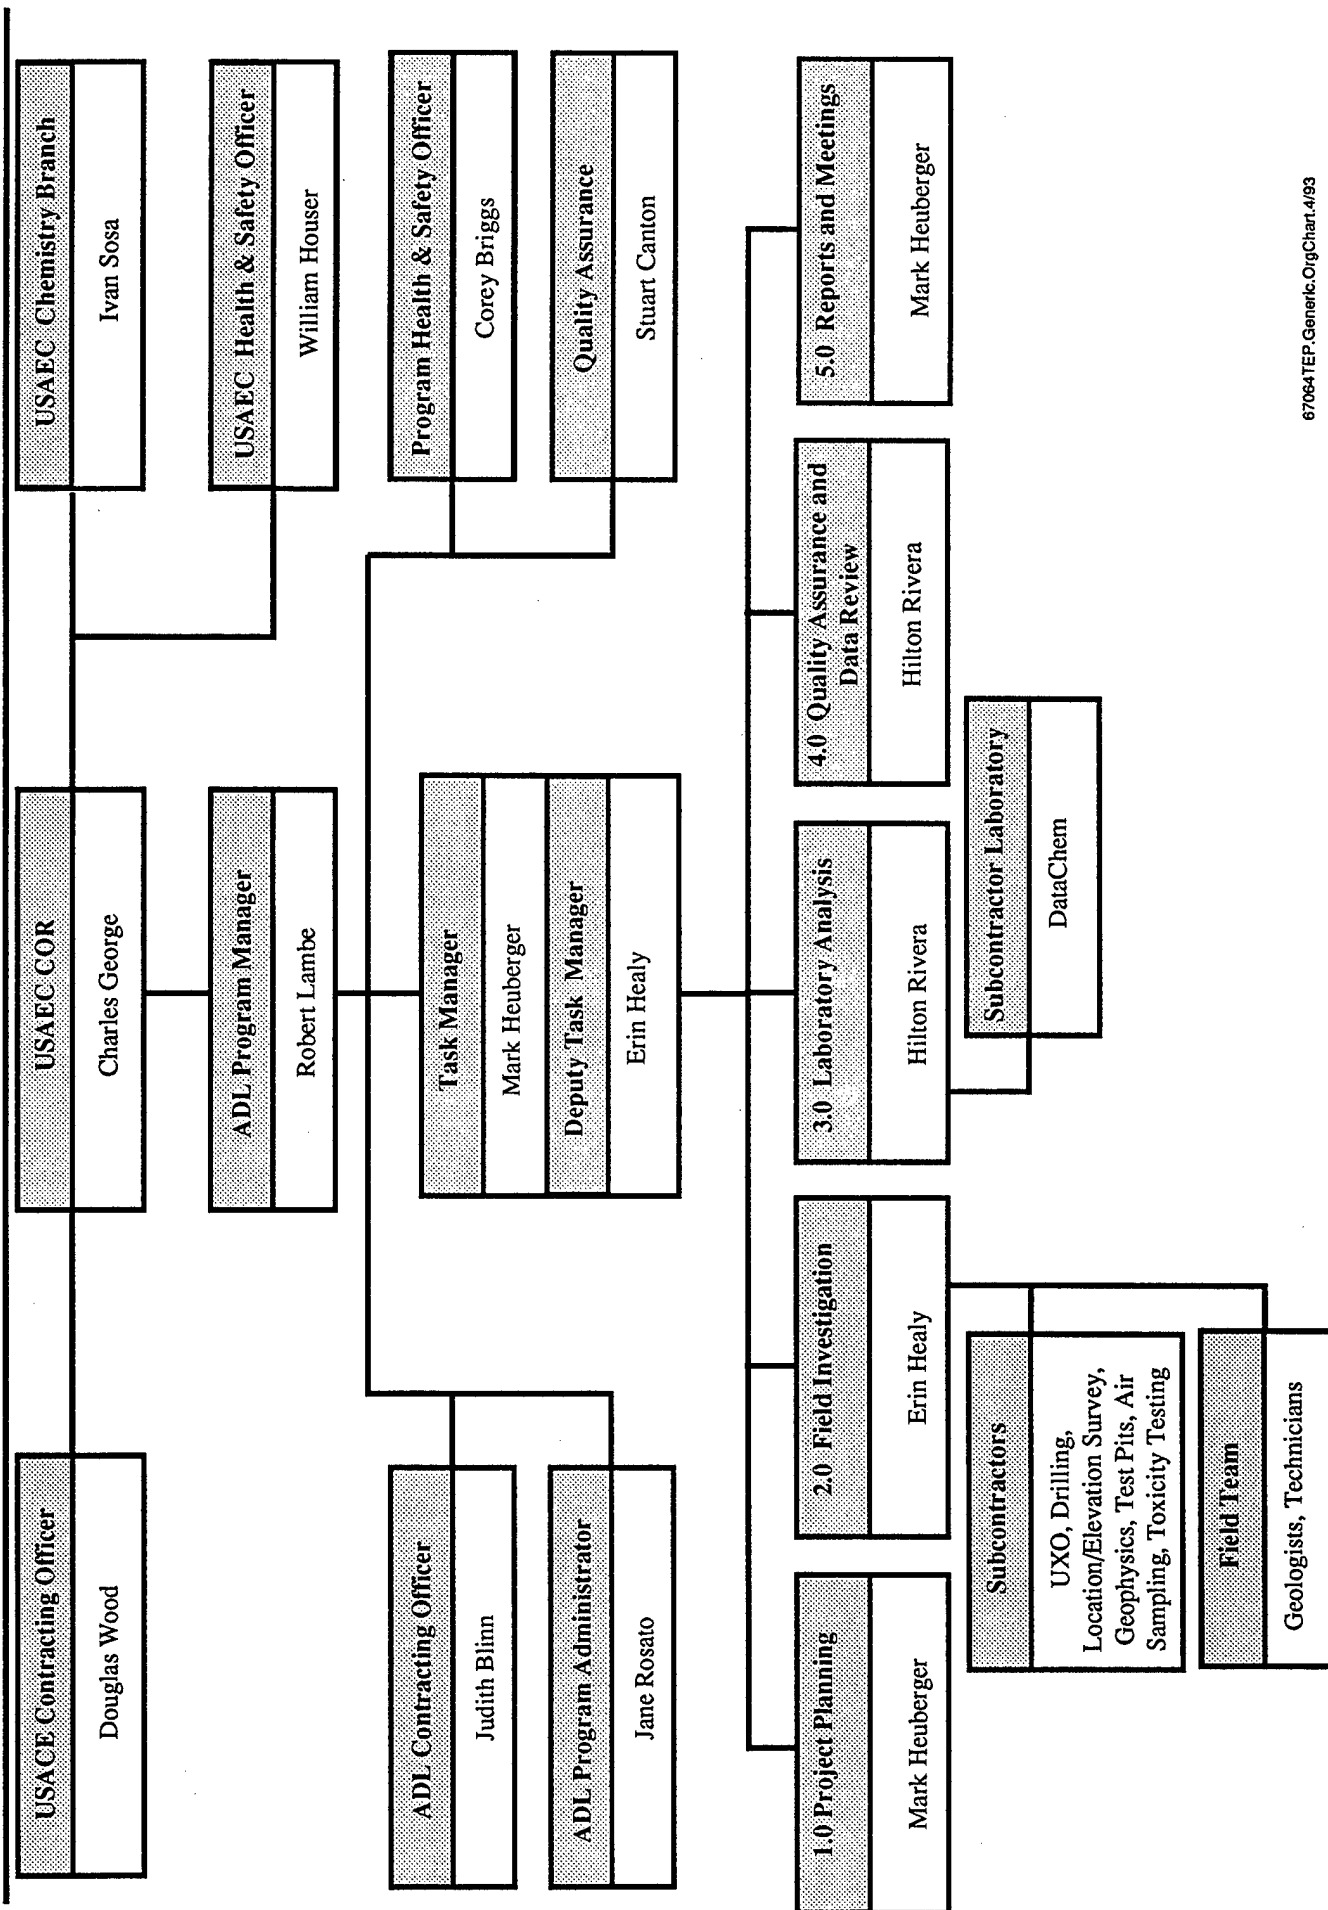 USACE Contracting Officer
Douglas Wood
USAEC COR
Charles George
USAEC Chemistry Branch
Ivan Sosa
ADL Program Manager
Robert Lambe
USAEC Health & Safety Officer
William Houser
ADL Contracting Officer
Judith Blinn
Program Health & Safety Officer
Corey Briggs
Task Manager
Mark Heuberger
Deputy Task Manager
Erin Healy
ADL Program Administrator
Jane Rosato
Quality Assurance
Stuart Canton
1.0 Project Planning
Mark Heuberger
2.0 Field Investigation
Erin Healy
3.0 Laboratory Analysis
Hilton Rivera
4.0 Quality Assurance and
Data Review
Hilton Rivera
5.0 Reports and Meetings
Mark Heuberger
Subcontractors
UXO, Drilling,
Location/Elevation Survey,
Geophysics, Test Pits, Air
Sampling, Toxicity Testing
Subcontractor Laboratory
DataChem
Field Team
Geologists, Technicians
67064TEP.Generic.OrgChart.4/93